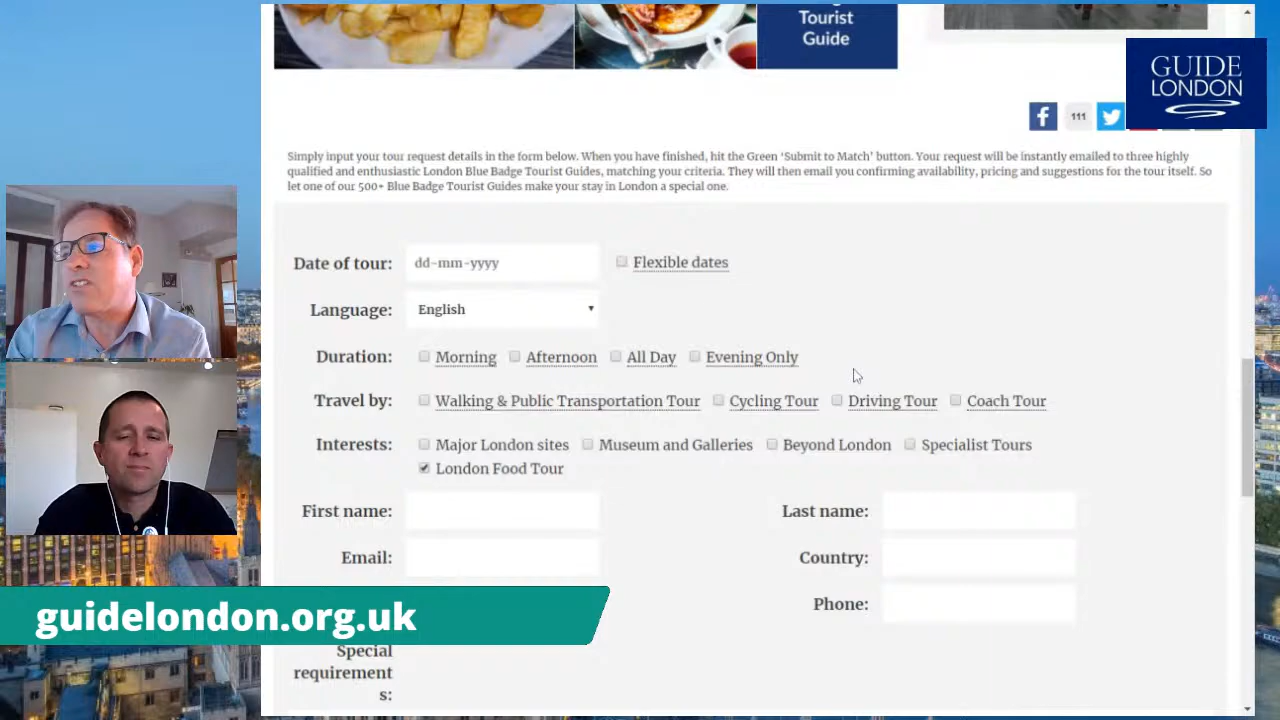 Tourist
Guide
GUIDE
LONDON
111
Simply input your tour request details in the form below. When you have finished, hit the Green ‘Submit to Match’ button. Your request will be instantly emailed to three highly
qualified and enthusiastic London Blue Badge Tourist Guides, matching your criteria. They will then email you confirming availability, pricing and suggestions for the tour itself. So
let one of our 500+ Blue Badge Tourist Guides make your stay in London a special one.
Date of tour: dd-mm-yyyy Flexible dates
Language: English
Duration: Morning Afternoon All Day Evening Only
Travel by: Walking & Public Transportation Tour Cycling Tour Driving Tour Coach Tour
Interests: Major London sites Museum and Galleries Beyond London Specialist Tours
London Food Tour
First name: Last name:
Email: Country:
Phone:
guidelondon.org.uk
Special
requirement
s: